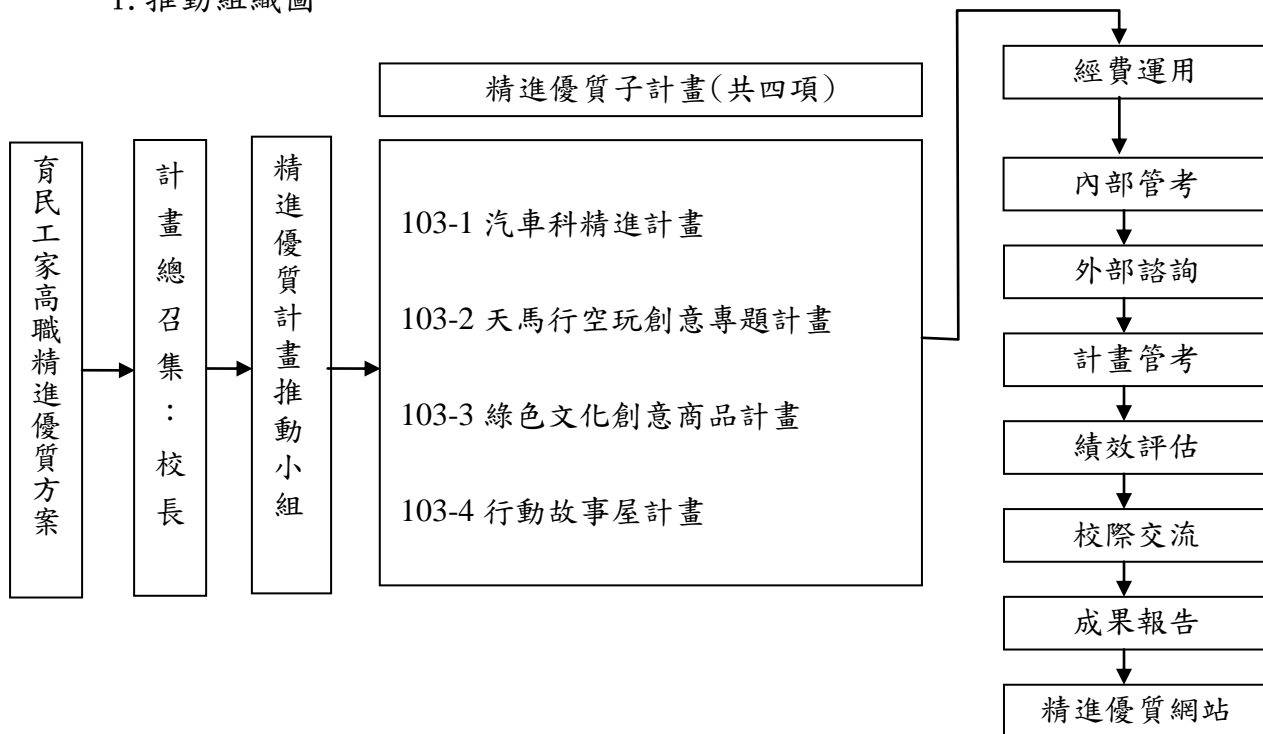 1.推動組織圖
育民工家高職精進優質方案
計畫總召集：校長
精進優質計畫推動小組
精進優質子計畫(共四項)
103-1 汽車科精進計畫
103-2 天馬行空玩創意專題計畫
103-3 綠色文化創意商品計畫
103-4 行動故事屋計畫
經費運用
內部管考
外部諮詢
計畫管考
績效評估
校際交流
成果報告
精進優質網站